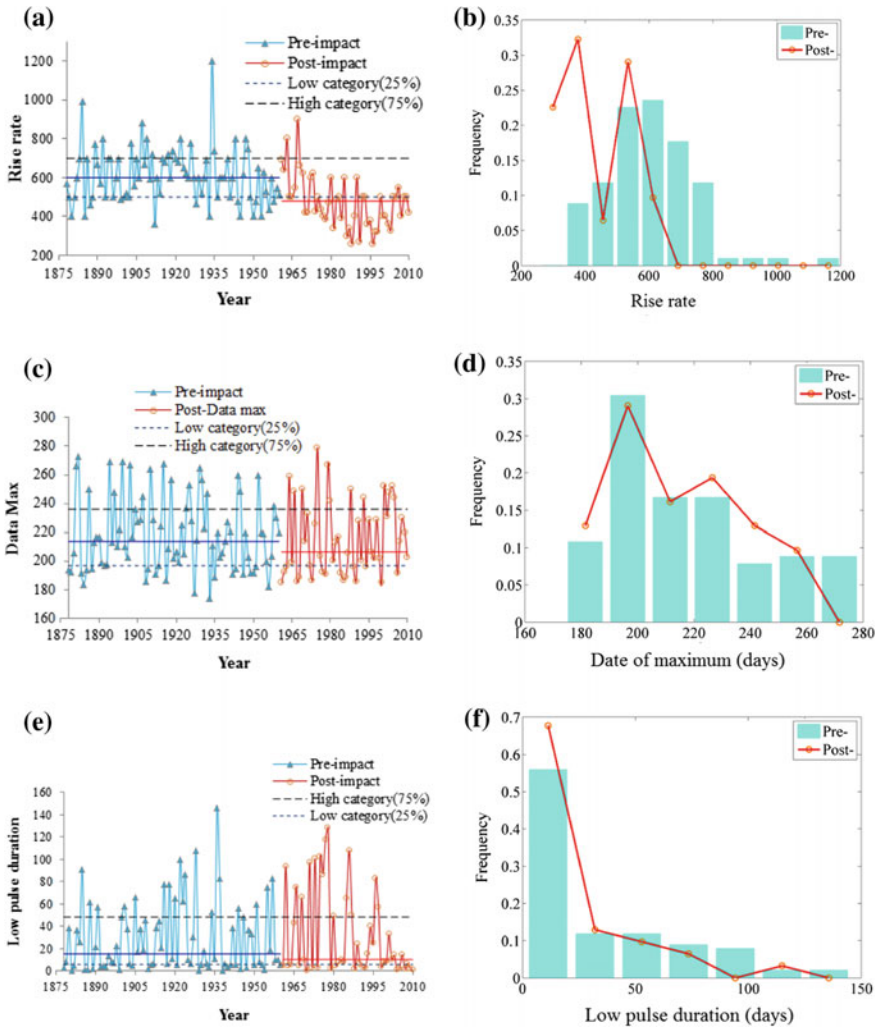 (a)
Pre-impact
Post-impact
Low category(25%)
High category(75%)
Rise rate
1200
1000
800
600
400
200
1875 1890 1905 1920 1935 1950 1965 1980 1995 2010
Year
(b)
Pre-
Post-
Frequency
0.35
0.3
0.25
0.2
0.15
0.1
0.05
0
200 400 600 800 1000 1200
Rise rate
(c)
Pre-impact
Post-Data max
Low category(25%)
High category(75%)
Data Max
300
280
260
240
220
200
180
160
1875 1890 1905 1920 1935 1950 1965 1980 1995 2010
Year
(d)
Pre-
Post-
Frequency
0.35
0.3
0.25
0.2
0.15
0.1
0.05
0
160 180 200 220 240 260 280
Date of maximum (days)
(e)
Pre-impact
Post-impact
High category(75%)
Low category(25%)
Low pulse duration
160
140
120
100
80
60
40
20
0
1875 1890 1905 1920 1935 1950 1965 1980 1995 2010
Year
(f)
Pre-
Post-
Frequency
0.7
0.6
0.5
0.4
0.3
0.2
0.1
0
0 50 100 150
Low pulse duration (days)